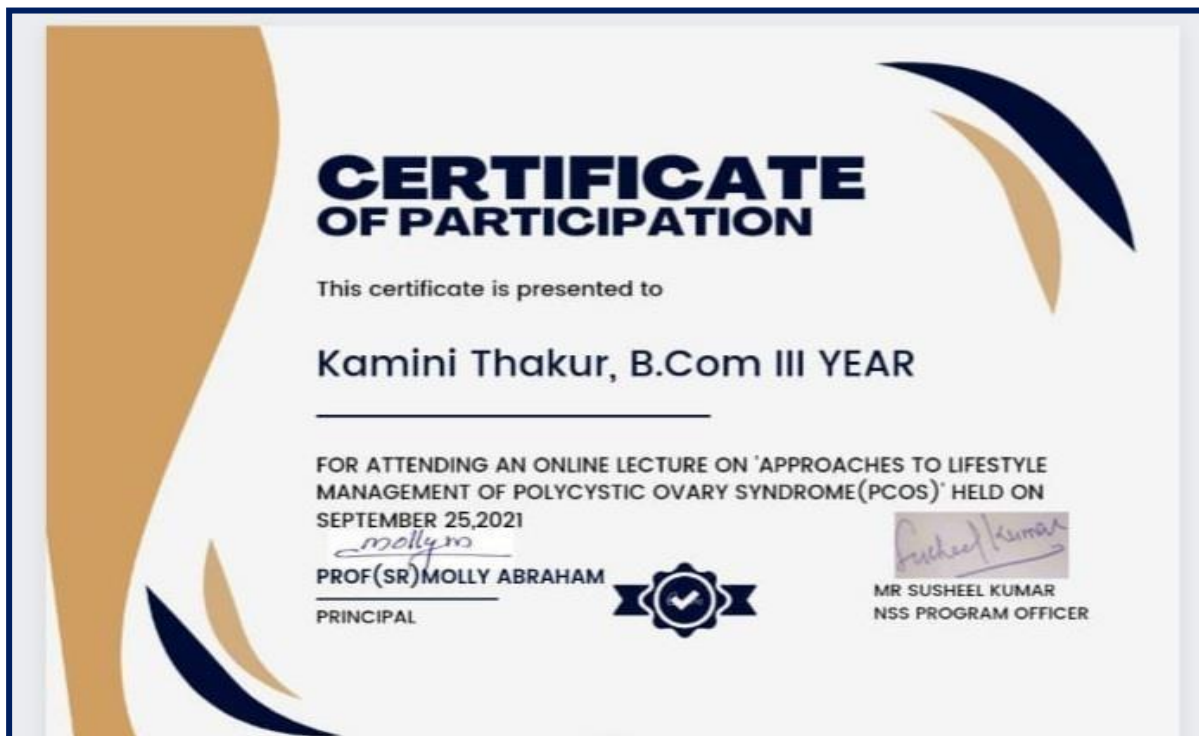 CERTIFICATE
OF PARTICIPATION
This certificate is presented to
Kamini Thakur, B.Com III YEAR
FOR ATTENDING AN ONLINE LECTURE ON 'APPROACHES TO LIFESTYLE
MANAGEMENT OF POLYCYSTIC OVARY SYNDROME(PCOS)' HELD ON
SEPTEMBER 25,2021
mollym
PROF(SR)MOLLY ABRAHAM
PRINCIPAL
Susheel Kumar
MR SUSHEEL KUMAR
NSS PROGRAM OFFICER